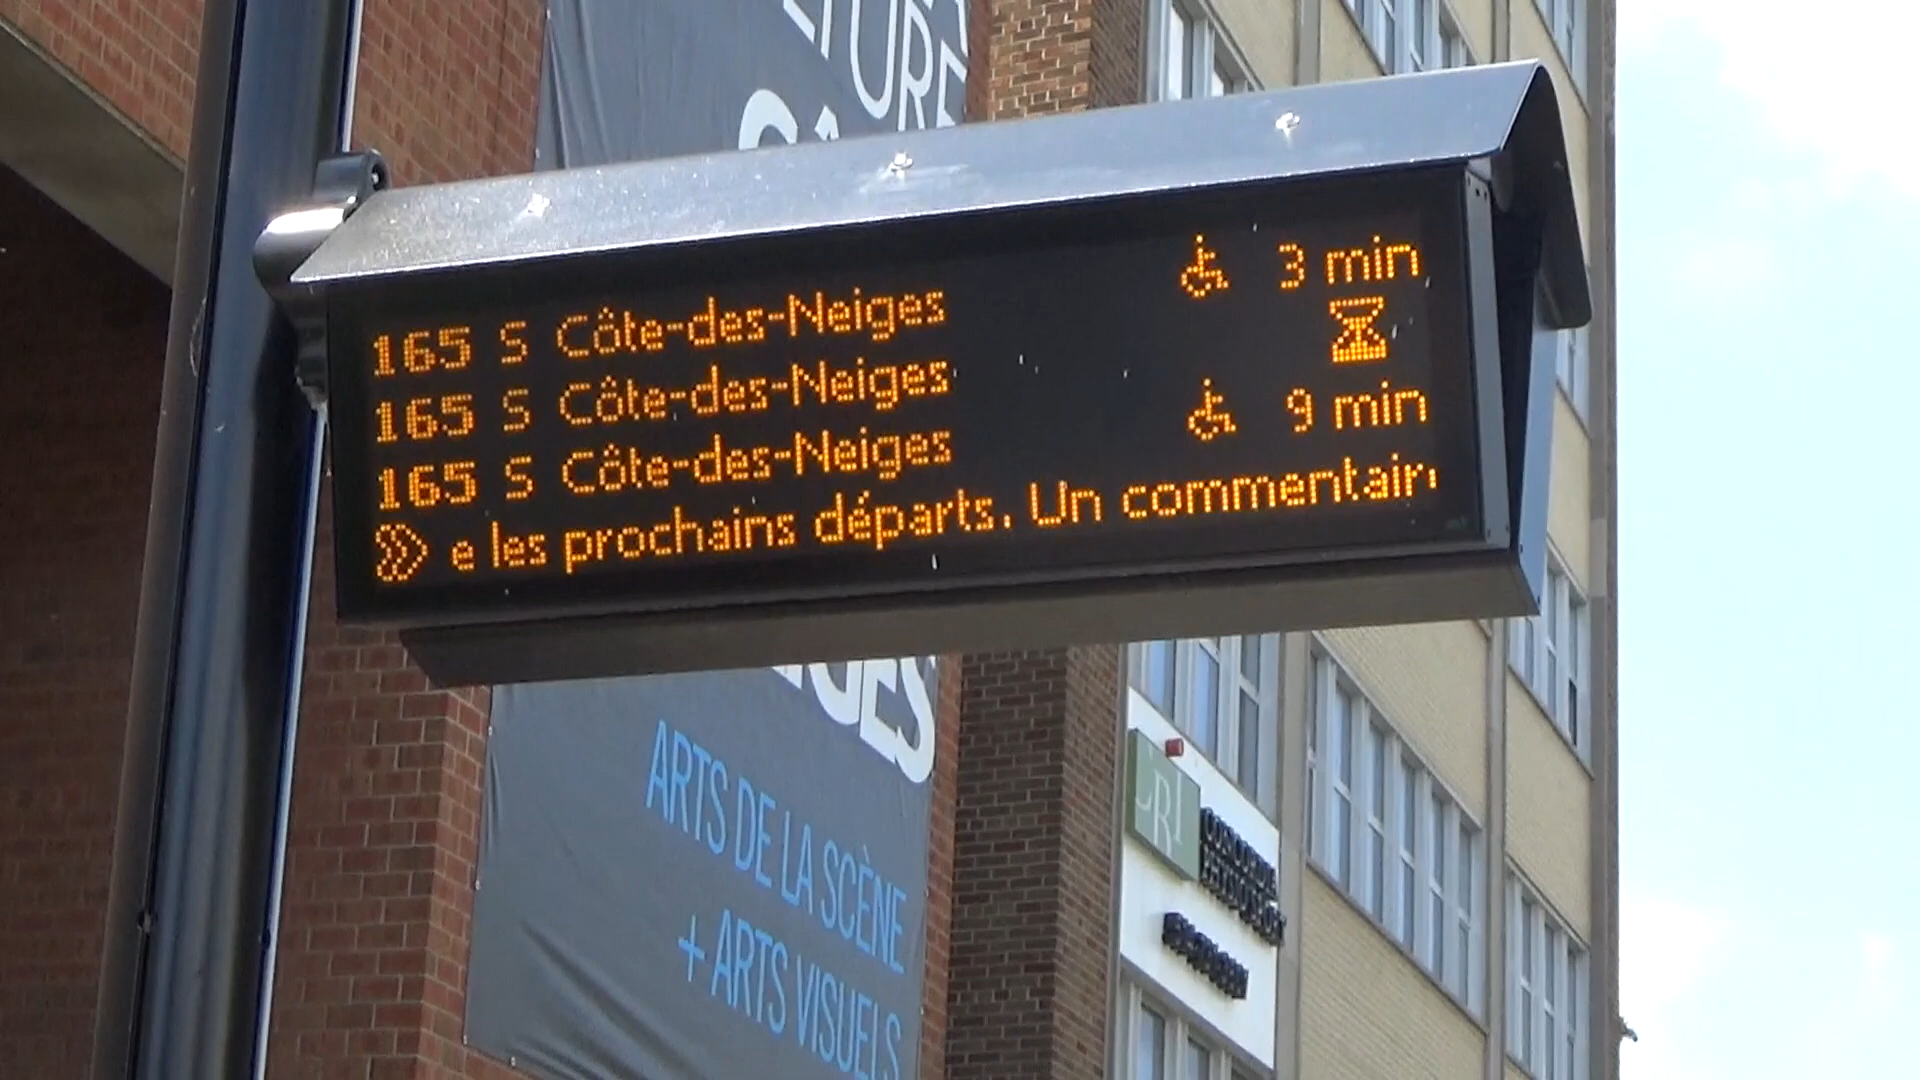 165 S Côte-des-Neiges 3 min
165 S Côte-des-Neiges
165 S Côte-des-Neiges 9 min
e les prochains départs. Un commentair
ARTS DE LA SCÈNE
+ ARTS VISUELS